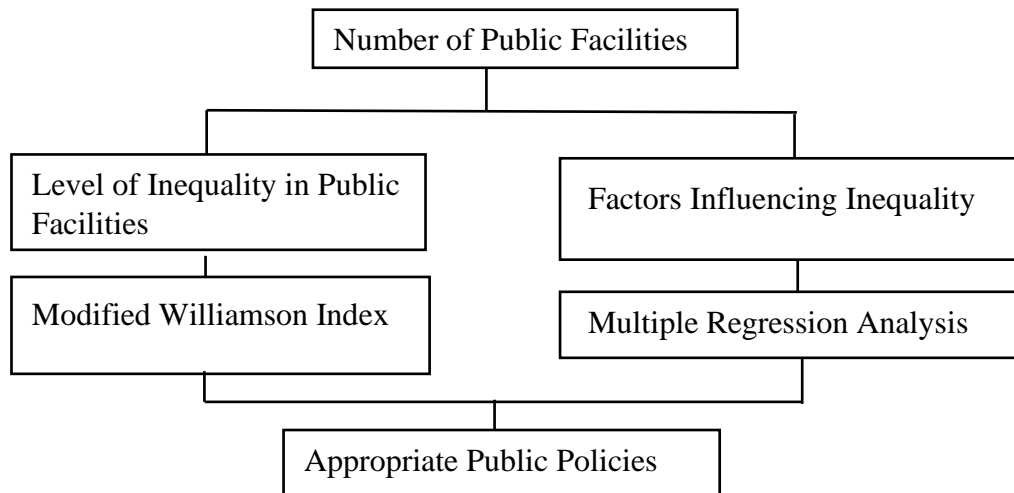 Number of Public Facilities
Level of Inequality in Public
Facilities
Factors Influencing Inequality
Modified Williamson Index
Multiple Regression Analysis
Appropriate Public Policies